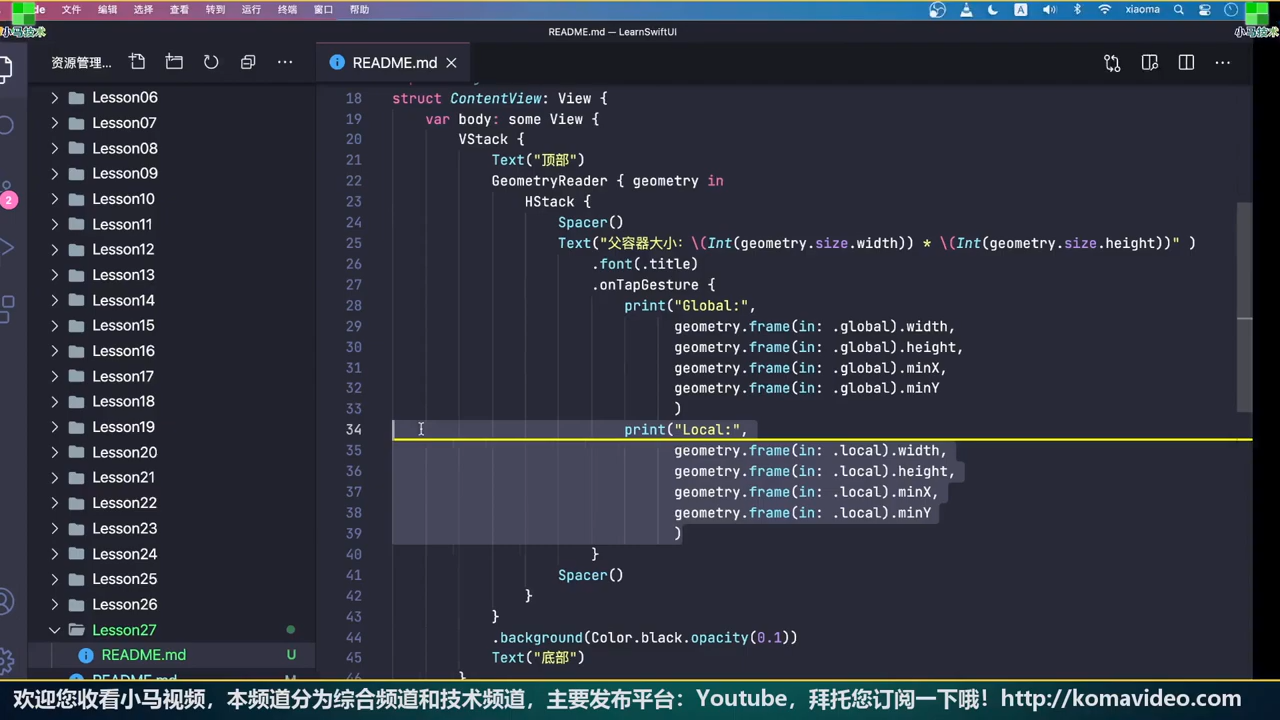 de 文件 编辑 选择 查看 转到 运行 终端 窗口 帮助 A xiaoma
小马技术 小马技术
README.md — LearnSwiftUI
资源管理... README.md
Lesson06
Lesson07
Lesson08
Lesson09
Lesson10
Lesson11
Lesson12
Lesson13
Lesson14
Lesson15
Lesson16
Lesson17
Lesson18
Lesson19
Lesson20
Lesson21
Lesson22
Lesson23
Lesson24
Lesson25
Lesson26
Lesson27
README.md U
2
18 struct ContentView: View {
19 var body: some View {
20 VStack {
21 Text("顶部")
22 GeometryReader { geometry in
23 HStack {
24 Spacer()
25 Text("父容器大小: \(Int(geometry.size.width)) * \(Int(geometry.size.height))" )
26 .font(.title)
27 .onTapGesture {
28 print("Global:",
29 geometry.frame(in: .global).width,
30 geometry.frame(in: .global).height,
31 geometry.frame(in: .global).minX,
32 geometry.frame(in: .global).minY
33 )
34 print("Local:",
35 geometry.frame(in: .local).width,
36 geometry.frame(in: .local).height,
37 geometry.frame(in: .local).minX,
38 geometry.frame(in: .local).minY
39 )
40 }
41 Spacer()
42 }
43 }
44 .background(Color.black.opacity(0.1))
45 Text("底部")
欢迎您收看小马视频，本频道分为综合频道和技术频道，主要发布平台：Youtube，拜托您订阅一下哦！http://komavideo.com